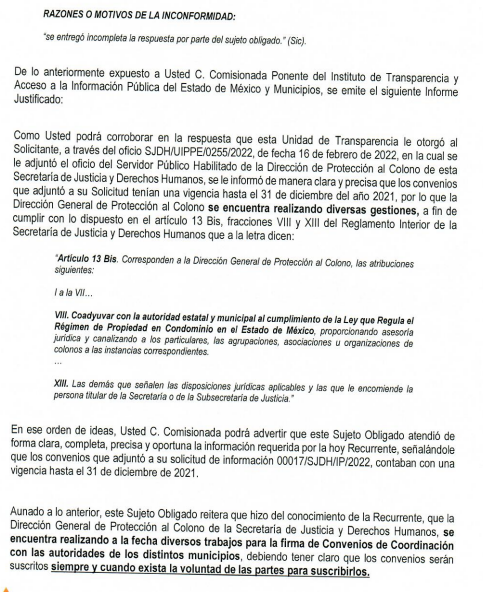 RAZONES O MOTIVOS DE LA INCONFORMIDAD:
"se entregó incompleta la respuesta por parte del sujeto obligado." (Sic).
De lo anteriormente expuesto a Usted C. Comisionada Ponente del Instituto de Transparencia y
Acceso a la Información Pública del Estado de México y Municipios, se emite el siguiente Informe
Justificado:
Como Usted podrá corroborar en la respuesta que esta Unidad de Transparencia le otorgó al
Solicitante, a través del oficio SJDH/UIPPE/0255/2022, de fecha 16 de febrero de 2022, en la cual se
le adjuntó el oficio del Servidor Público Habilitado de la Dirección de Protección al Colono de esta
Secretaría de Justicia y Derechos Humanos, se le informó de manera clara y precisa que los convenios
que adjuntó a su Solicitud tenían una vigencia hasta el 31 de diciembre del año 2021, por lo que la
Dirección General de Protección al Colono se encuentra realizando diversas gestiones, a fin de
cumplir con lo dispuesto en el artículo 13 Bis, fracciones VIII y XIII del Reglamento Interior de la
Secretaría de Justicia y Derechos Humanos que a la letra dicen:
"Artículo 13 Bis. Corresponden a la Dirección General de Protección al Colono, las atribuciones
siguientes:
I a la VII...
VIII. Coadyuvar con la autoridad estatal y municipal al cumplimiento de la Ley que Regula el
Régimen de Propiedad en Condominio en el Estado de México, proporcionando asesoría
jurídica y canalizando a los particulares, las agrupaciones, asociaciones u organizaciones de
colonos a las instancias correspondientes.
...
XIII. Las demás que señalen las disposiciones jurídicas aplicables y las que le encomiende la
persona titular de la Secretaría o de la Subsecretaría de Justicia."
En ese orden de ideas, Usted C. Comisionada podrá advertir que este Sujeto Obligado atendió de
forma clara, completa, precisa y oportuna la información requerida por la hoy Recurrente, señalándole
que los convenios que adjuntó a su solicitud de información 00017/SJDH/IP/2022, contaban con una
vigencia hasta el 31 de diciembre de 2021.
Aunado a lo anterior, este Sujeto Obligado reitera que hizo del conocimiento de la Recurrente, que la
Dirección General de Protección al Colono de la Secretaría de Justicia y Derechos Humanos, se
encuentra realizando a la fecha diversos trabajos para la firma de Convenios de Coordinación
con las autoridades de los distintos municipios, debiendo tener claro que los convenios serán
suscritos siempre y cuando exista la voluntad de las partes para suscribirlos.